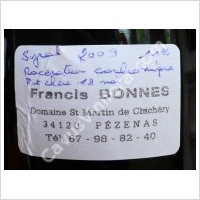 Syrah 2003
Macération carbonique
Francis BONNES
Domaine St Martin de Clachéry
34120 PÉZENAS
Tél 67-98-82-40